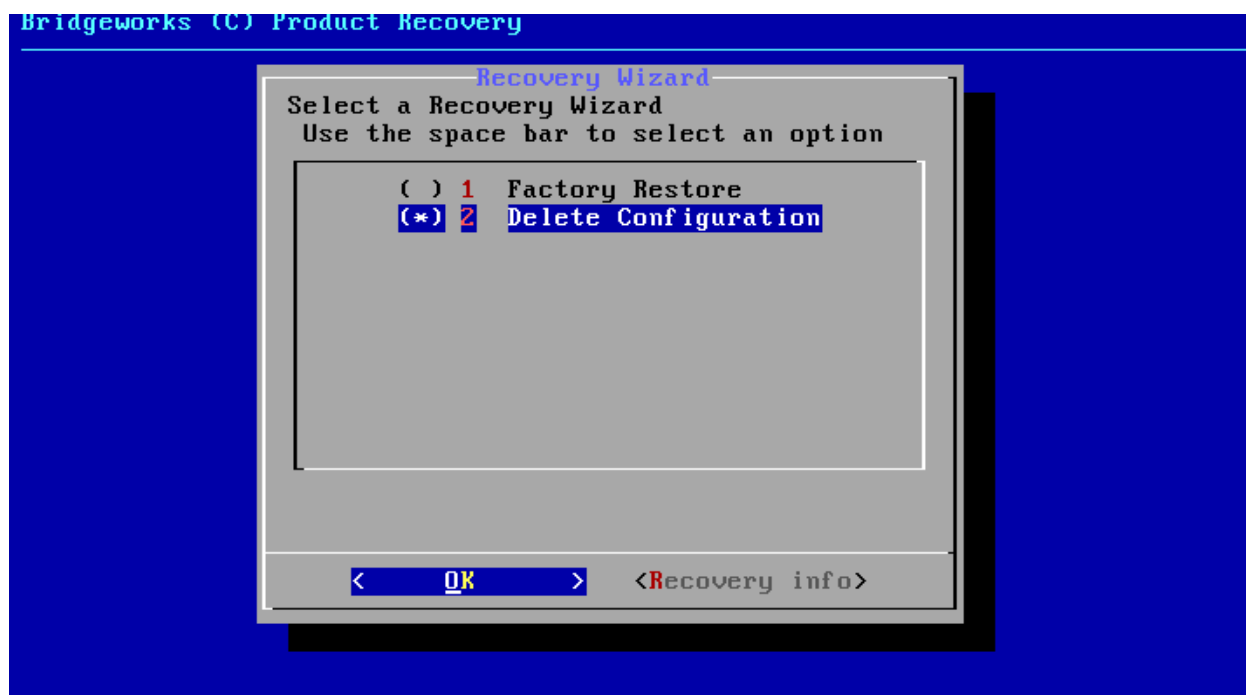 Bridgeworks (C) Product Recovery
Recovery Wizard
Select a Recovery Wizard
Use the space bar to select an option
( ) 1 Factory Restore
(*) 2 Delete Configuration
< OK > <Recovery info>